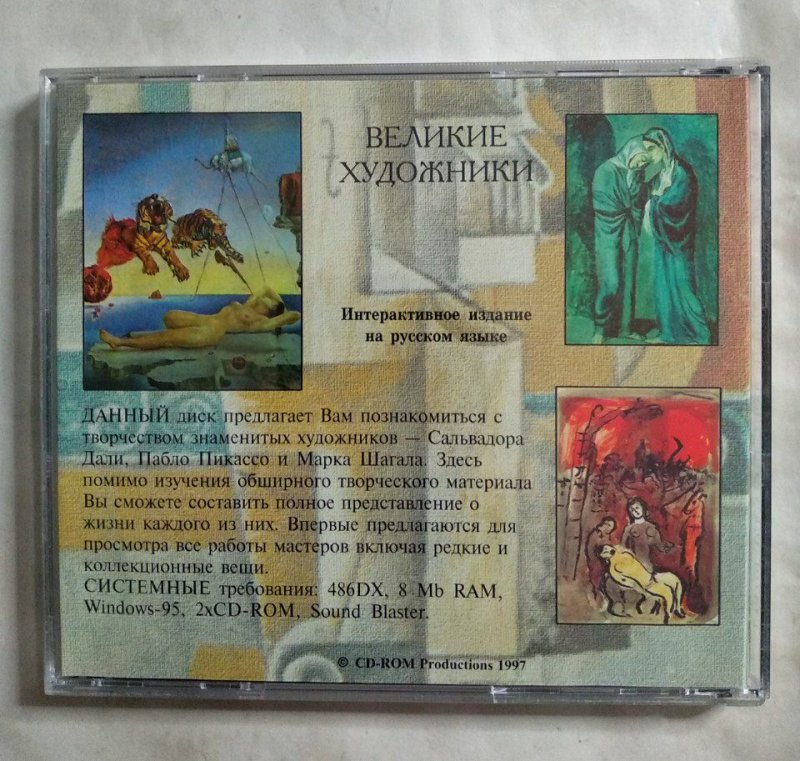 ВЕЛИКИЕ
ХУДОЖНИКИ
Интерактивное издание
на русском языке
ДАННЫЙ диск предлагает Вам познакомиться с
творчеством знаменитых художников — Сальвадора
Дали, Пабло Пикассо и Марка Шагала. Здесь
помимо изучения обширного творческого материала
Вы сможете составить полное представление о
жизни каждого из них. Впервые предлагаются для
просмотра все работы мастеров включая редкие и
коллекционные вещи.
СИСТЕМНЫЕ требования: 486DX, 8 Mb RAM,
Windows-95, 2xCD-ROM, Sound Blaster.
© CD-ROM Productions 1997